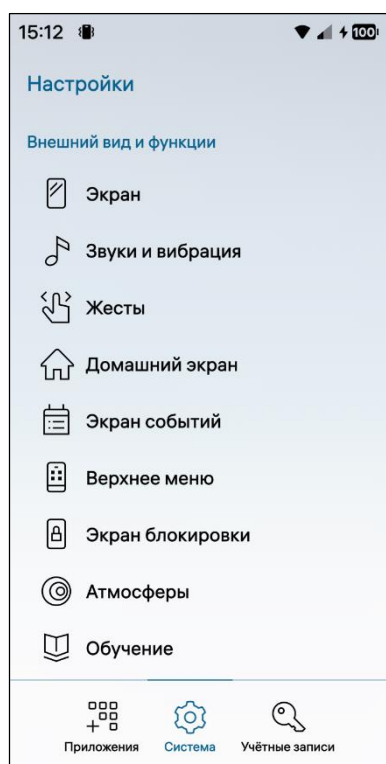 15:12 100
Настройки
Внешний вид и функции
Экран
Звуки и вибрация
Жесты
Домашний экран
Экран событий
Верхнее меню
Экран блокировки
Атмосферы
Обучение
Приложения Система Учётные записи